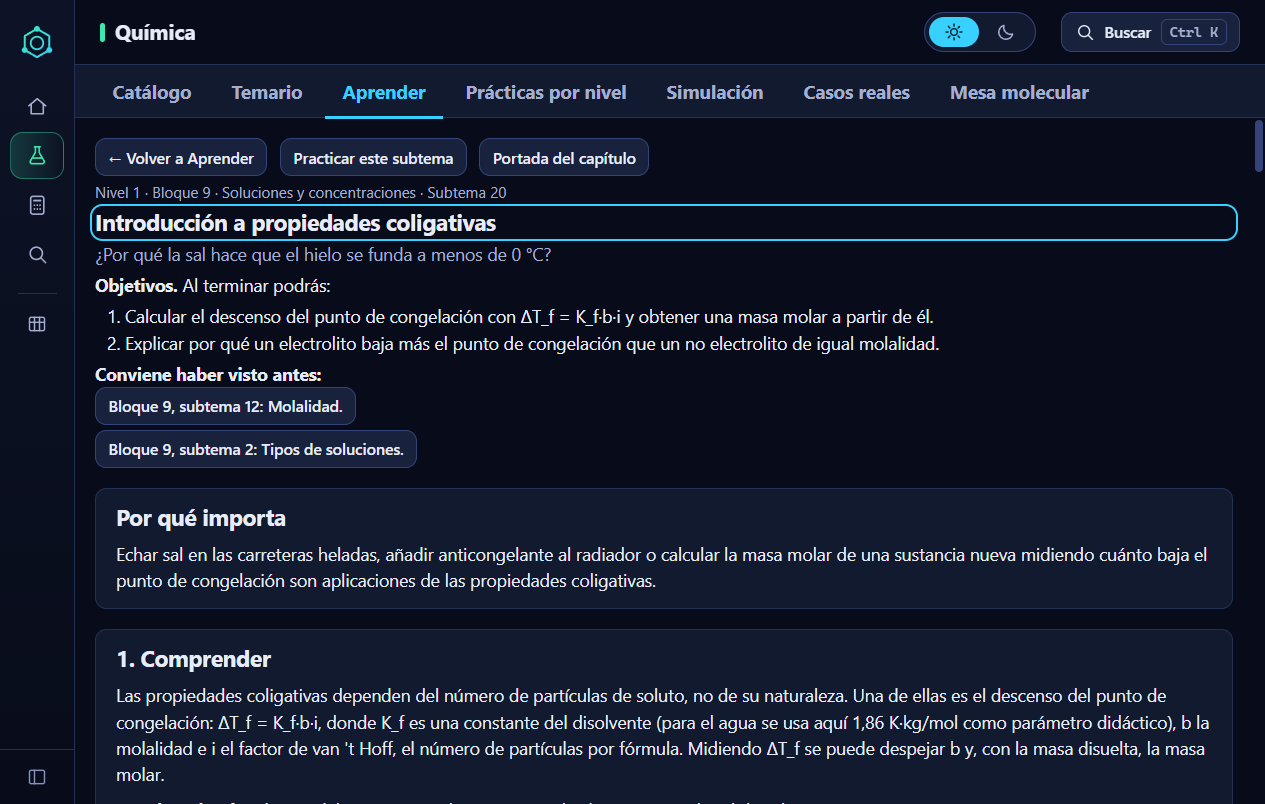 Química
Buscar Ctrl K
Catálogo Temario Aprender Prácticas por nivel Simulación Casos reales Mesa molecular
← Volver a Aprender Practicar este subtema Portada del capítulo
Nivel 1 · Bloque 9 · Soluciones y concentraciones · Subtema 20
Introducción a propiedades coligativas
¿Por qué la sal hace que el hielo se funda a menos de 0 °C?
Objetivos. Al terminar podrás:
1. Calcular el descenso del punto de congelación con ΔT_f = K_f·b·i y obtener una masa molar a partir de él.
2. Explicar por qué un electrolito baja más el punto de congelación que un no electrolito de igual molalidad.
Conviene haber visto antes:
Bloque 9, subtema 12: Molalidad.
Bloque 9, subtema 2: Tipos de soluciones.
Por qué importa
Echar sal en las carreteras heladas, añadir anticongelante al radiador o calcular la masa molar de una sustancia nueva midiendo cuánto baja el
punto de congelación son aplicaciones de las propiedades coligativas.
1. Comprender
Las propiedades coligativas dependen del número de partículas de soluto, no de su naturaleza. Una de ellas es el descenso del punto de
congelación: ΔT_f = K_f·b·i, donde K_f es una constante del disolvente (para el agua se usa aquí 1,86 K·kg/mol como parámetro didáctico), b la
molalidad e i el factor de van 't Hoff, el número de partículas por fórmula. Midiendo ΔT_f se puede despejar b y, con la masa disuelta, la masa
molar.